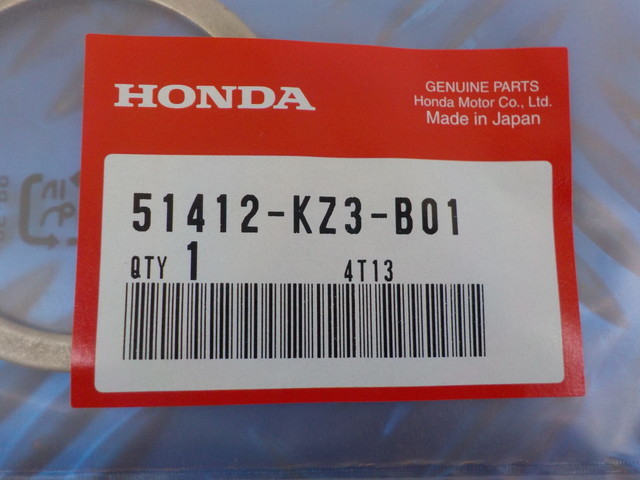 HONDA
GENUINE PARTS
Honda Motor Co., Ltd.
Made in Japan
51412-KZ3-B01
QTY 1 4T13